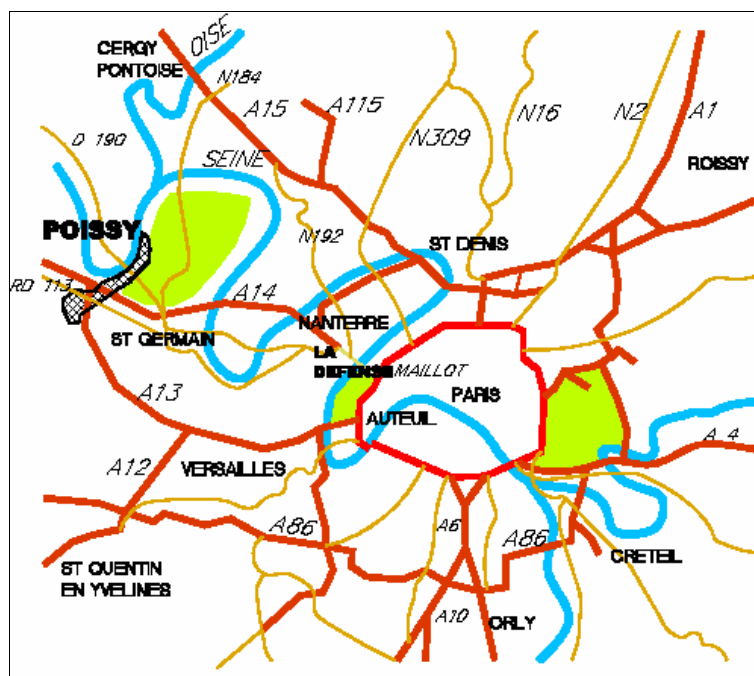 CERGY
PONTOISE
OISE
N184
A15
A115
N309
N16
N2
A1
D 190
SEINE
ROISSY
POISSY
N192
ST DENIS
RD 113
A14
NANTERRE
ST GERMAIN
LA
DEFENSE
MAILLOT
PARIS
A13
AUTEUIL
A 4
A12
VERSAILLES
A86
A6
A86
CRETEIL
ST QUENTIN
EN YVELINES
A10
ORLY